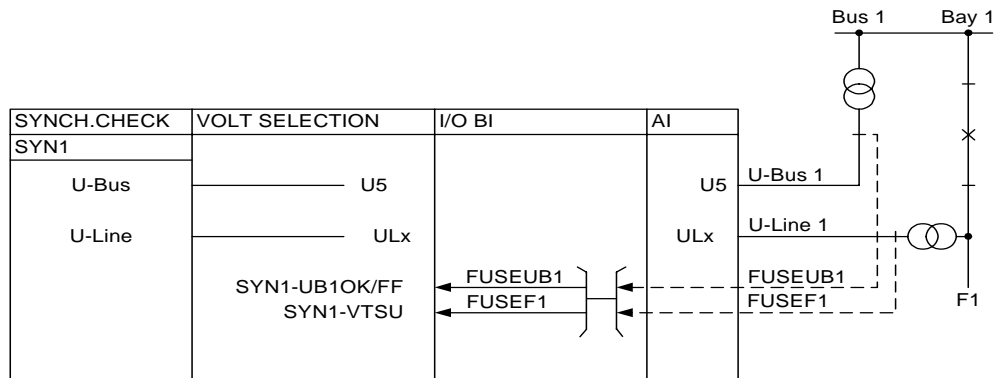 Bus 1 Bay 1
SYNCH.CHECK VOLT SELECTION I/O BI AI
SYN1
U-Bus U5 U5 U-Bus 1
U-Line ULx ULx U-Line 1
SYN1-UB1OK/FF FUSEUB1 FUSEUB1
SYN1-VTSU FUSEF1 FUSEF1
F1